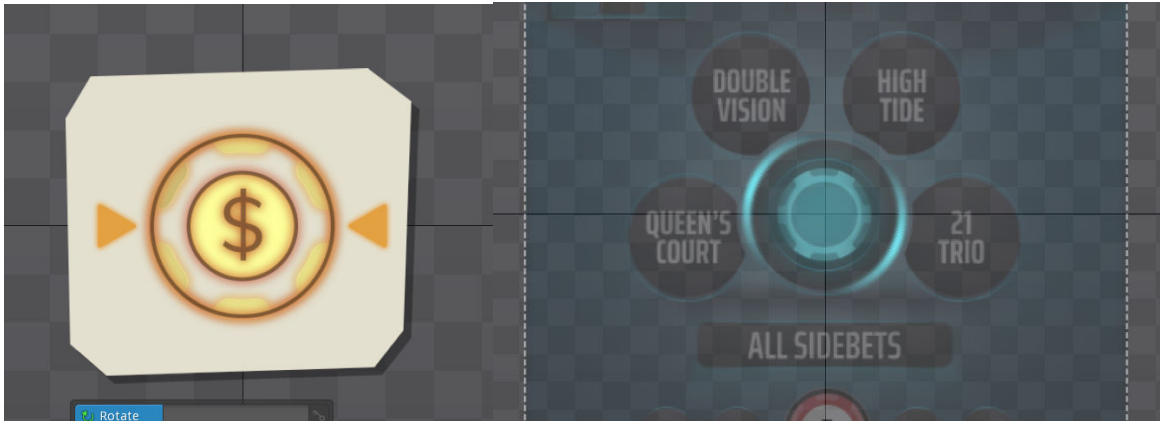 $
Rotate
DOUBLE
VISION
HIGH
TIDE
QUEEN'S
COURT
21
TRIO
ALL SIDEBETS